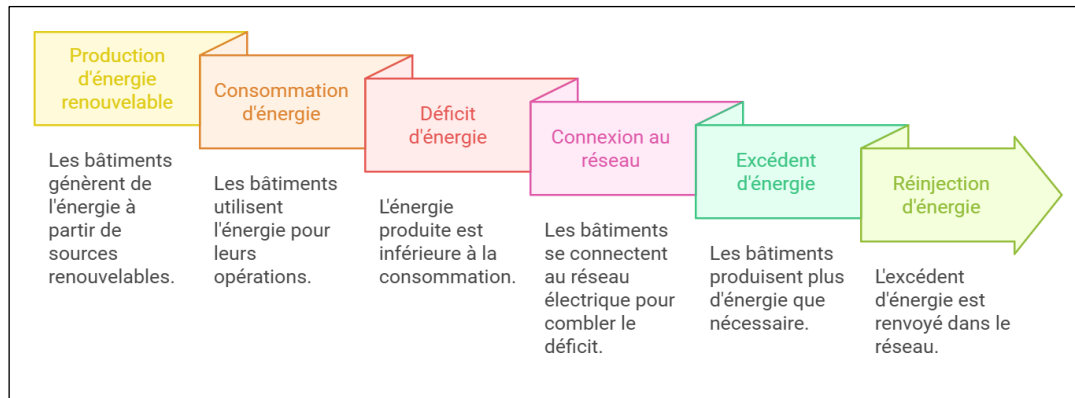 Production
d'énergie
renouvelable
Les bâtiments
génèrent de
l'énergie à
partir de
sources
renouvelables.
Consommation
d'énergie
Les bâtiments
utilisent
l'énergie pour
leurs
opérations.
Déficit
d'énergie
L'énergie
produite est
inférieure à la
consommation.
Connexion au
réseau
Les bâtiments
se connectent
au réseau
électrique pour
combler le
déficit.
Excédent
d'énergie
Les bâtiments
produisent plus
d'énergie que
nécessaire.
Réinjection
d'énergie
L'excédent
d'énergie est
renvoyé dans le
réseau.